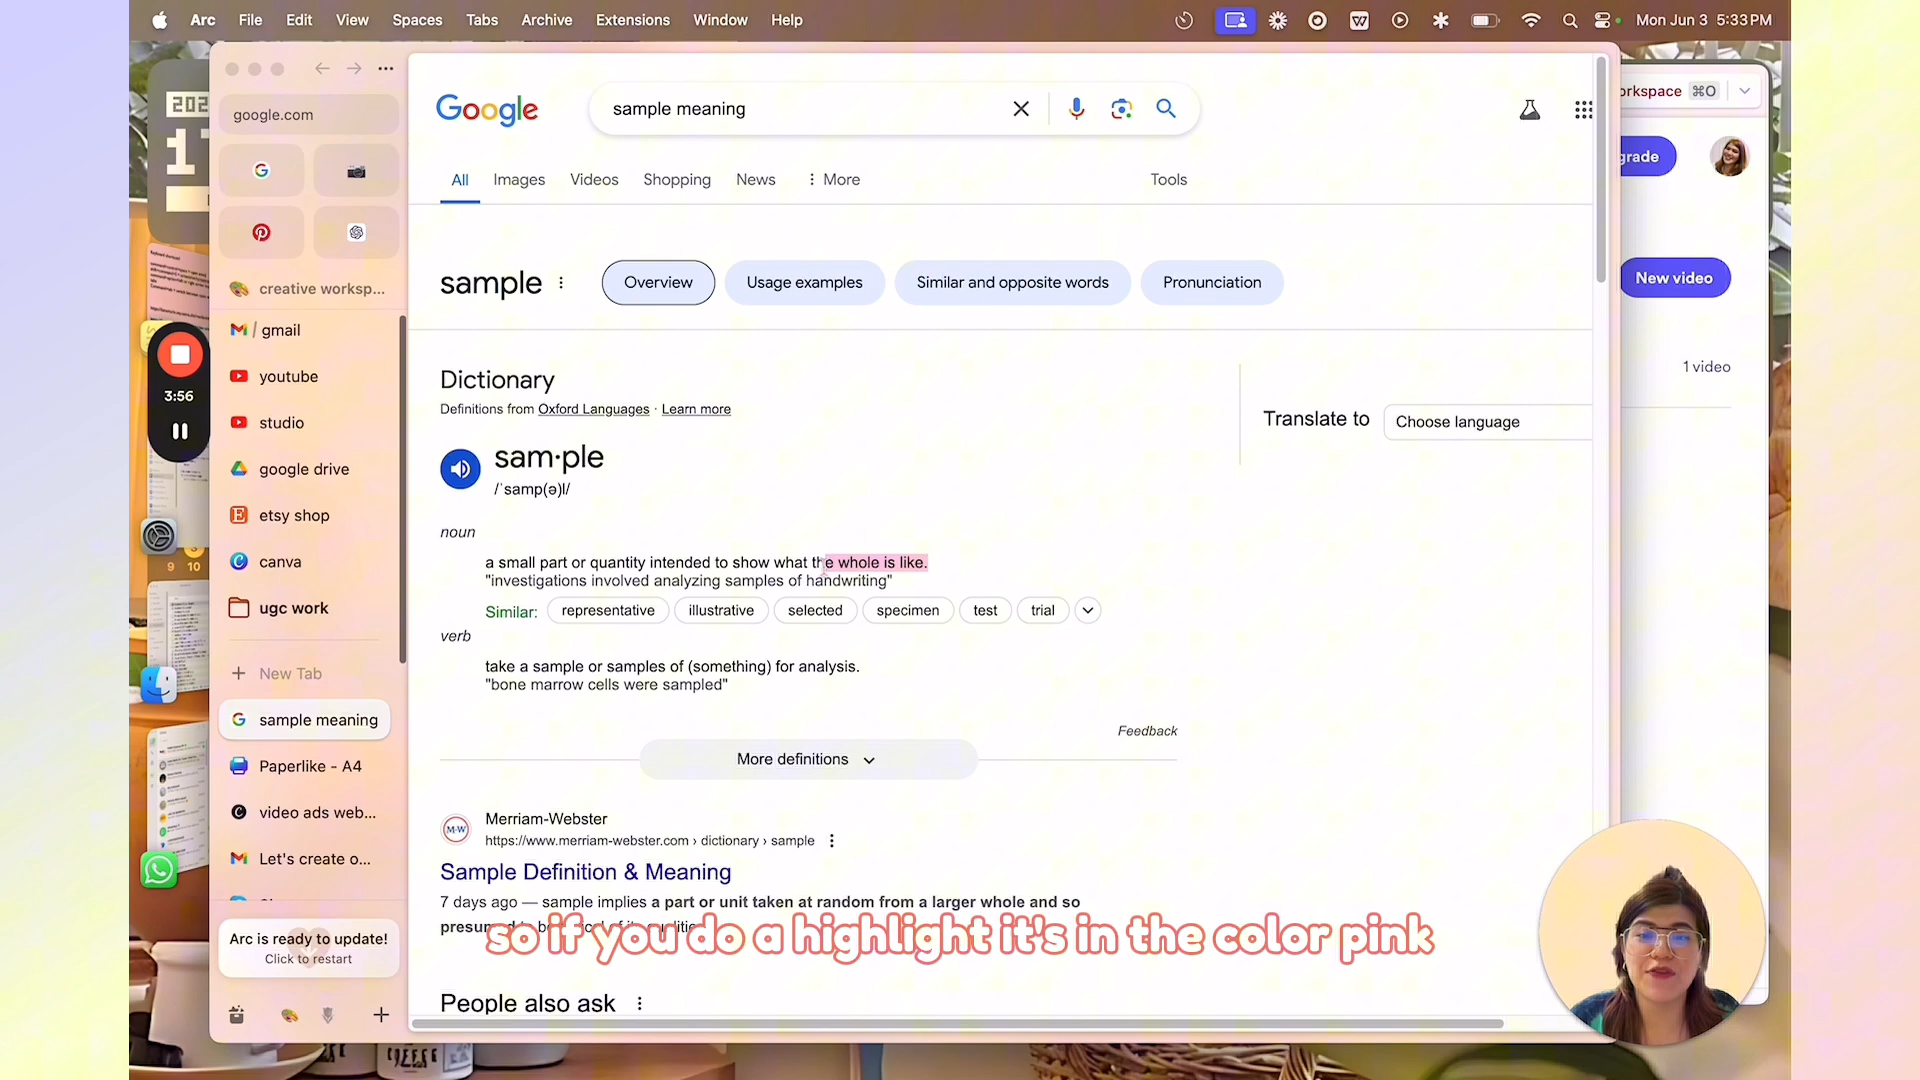 Arc File Edit View Spaces Tabs Archive Extensions Window Help
Mon Jun 3 5:33 PM
google.com
creative worksp...
/ gmail
youtube
studio
google drive
etsy shop
canva
ugc work
New Tab
sample meaning
Paperlike - A4
video ads web...
Let's create o...
Arc is ready to update!
Click to restart
3:56
9 10
Google
sample meaning
All Images Videos Shopping News More Tools
sample
Overview Usage examples Similar and opposite words Pronunciation
Dictionary
Definitions from Oxford Languages · Learn more
sam·ple
/ˈsamp(ə)l/
noun
a small part or quantity intended to show what the whole is like.
"investigations involved analyzing samples of handwriting"
Similar: representative illustrative selected specimen test trial
verb
take a sample or samples of (something) for analysis.
"bone marrow cells were sampled"
Feedback
More definitions
Translate to Choose language
M-W
Merriam-Webster
https://www.merriam-webster.com › dictionary › sample
Sample Definition & Meaning
7 days ago — sample implies a part or unit taken at random from a larger whole and so
so if you do a highlight it's in the color pink
People also ask
orkspace ⌘O
grade
New video
1 video
COFFEE